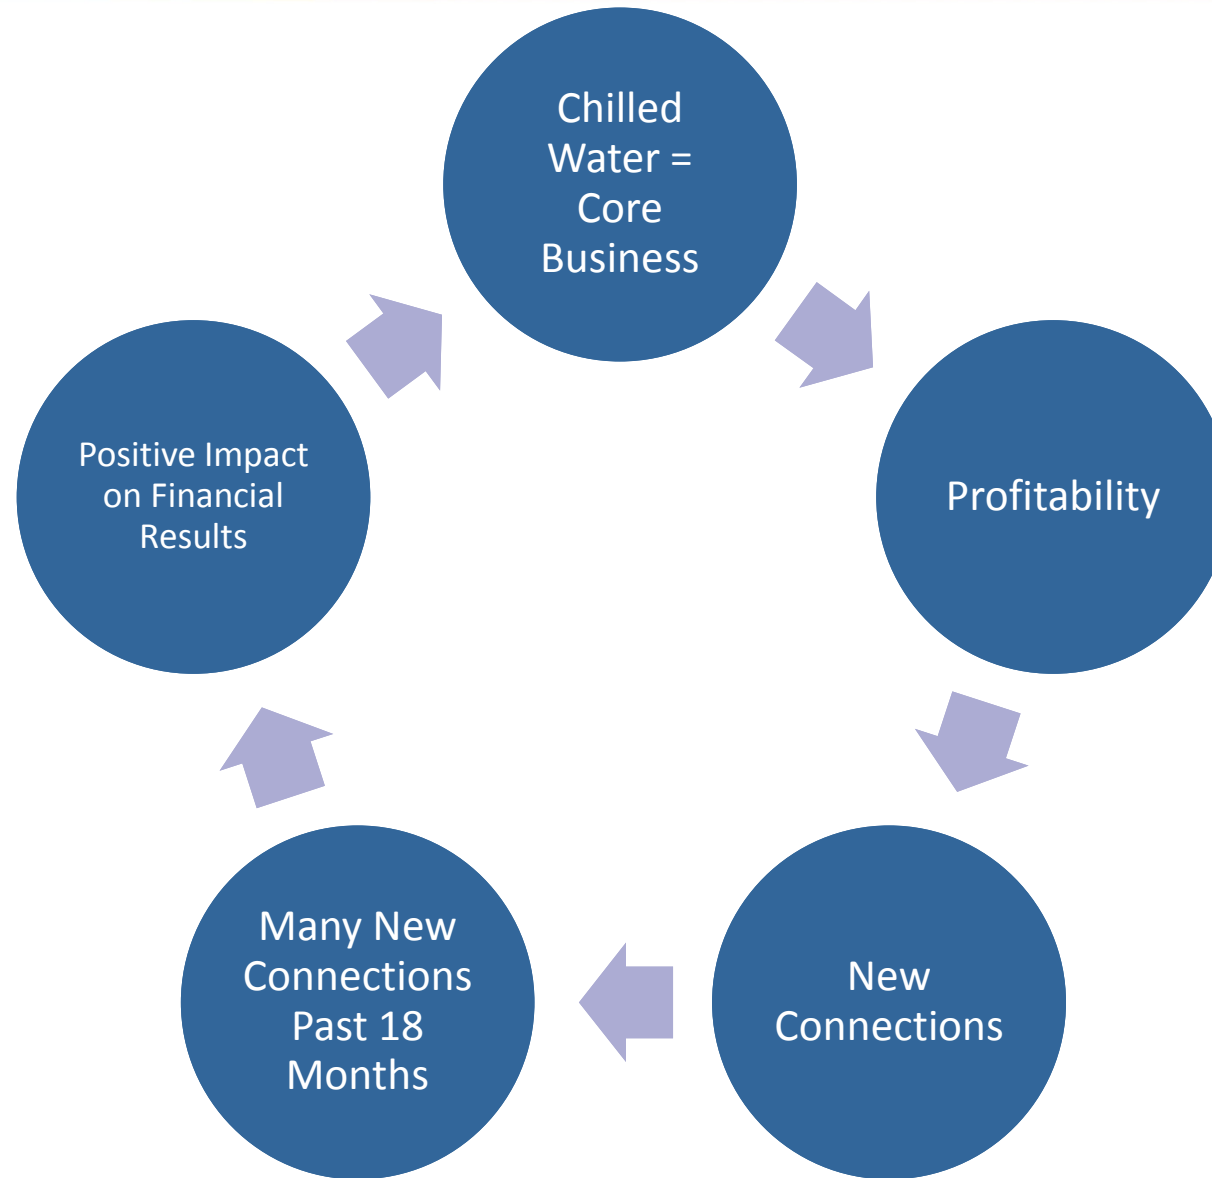 Chilled
Water =
Core
Business
Profitability
New
Connections
Many New
Connections
Past 18
Months
Positive Impact
on Financial
Results